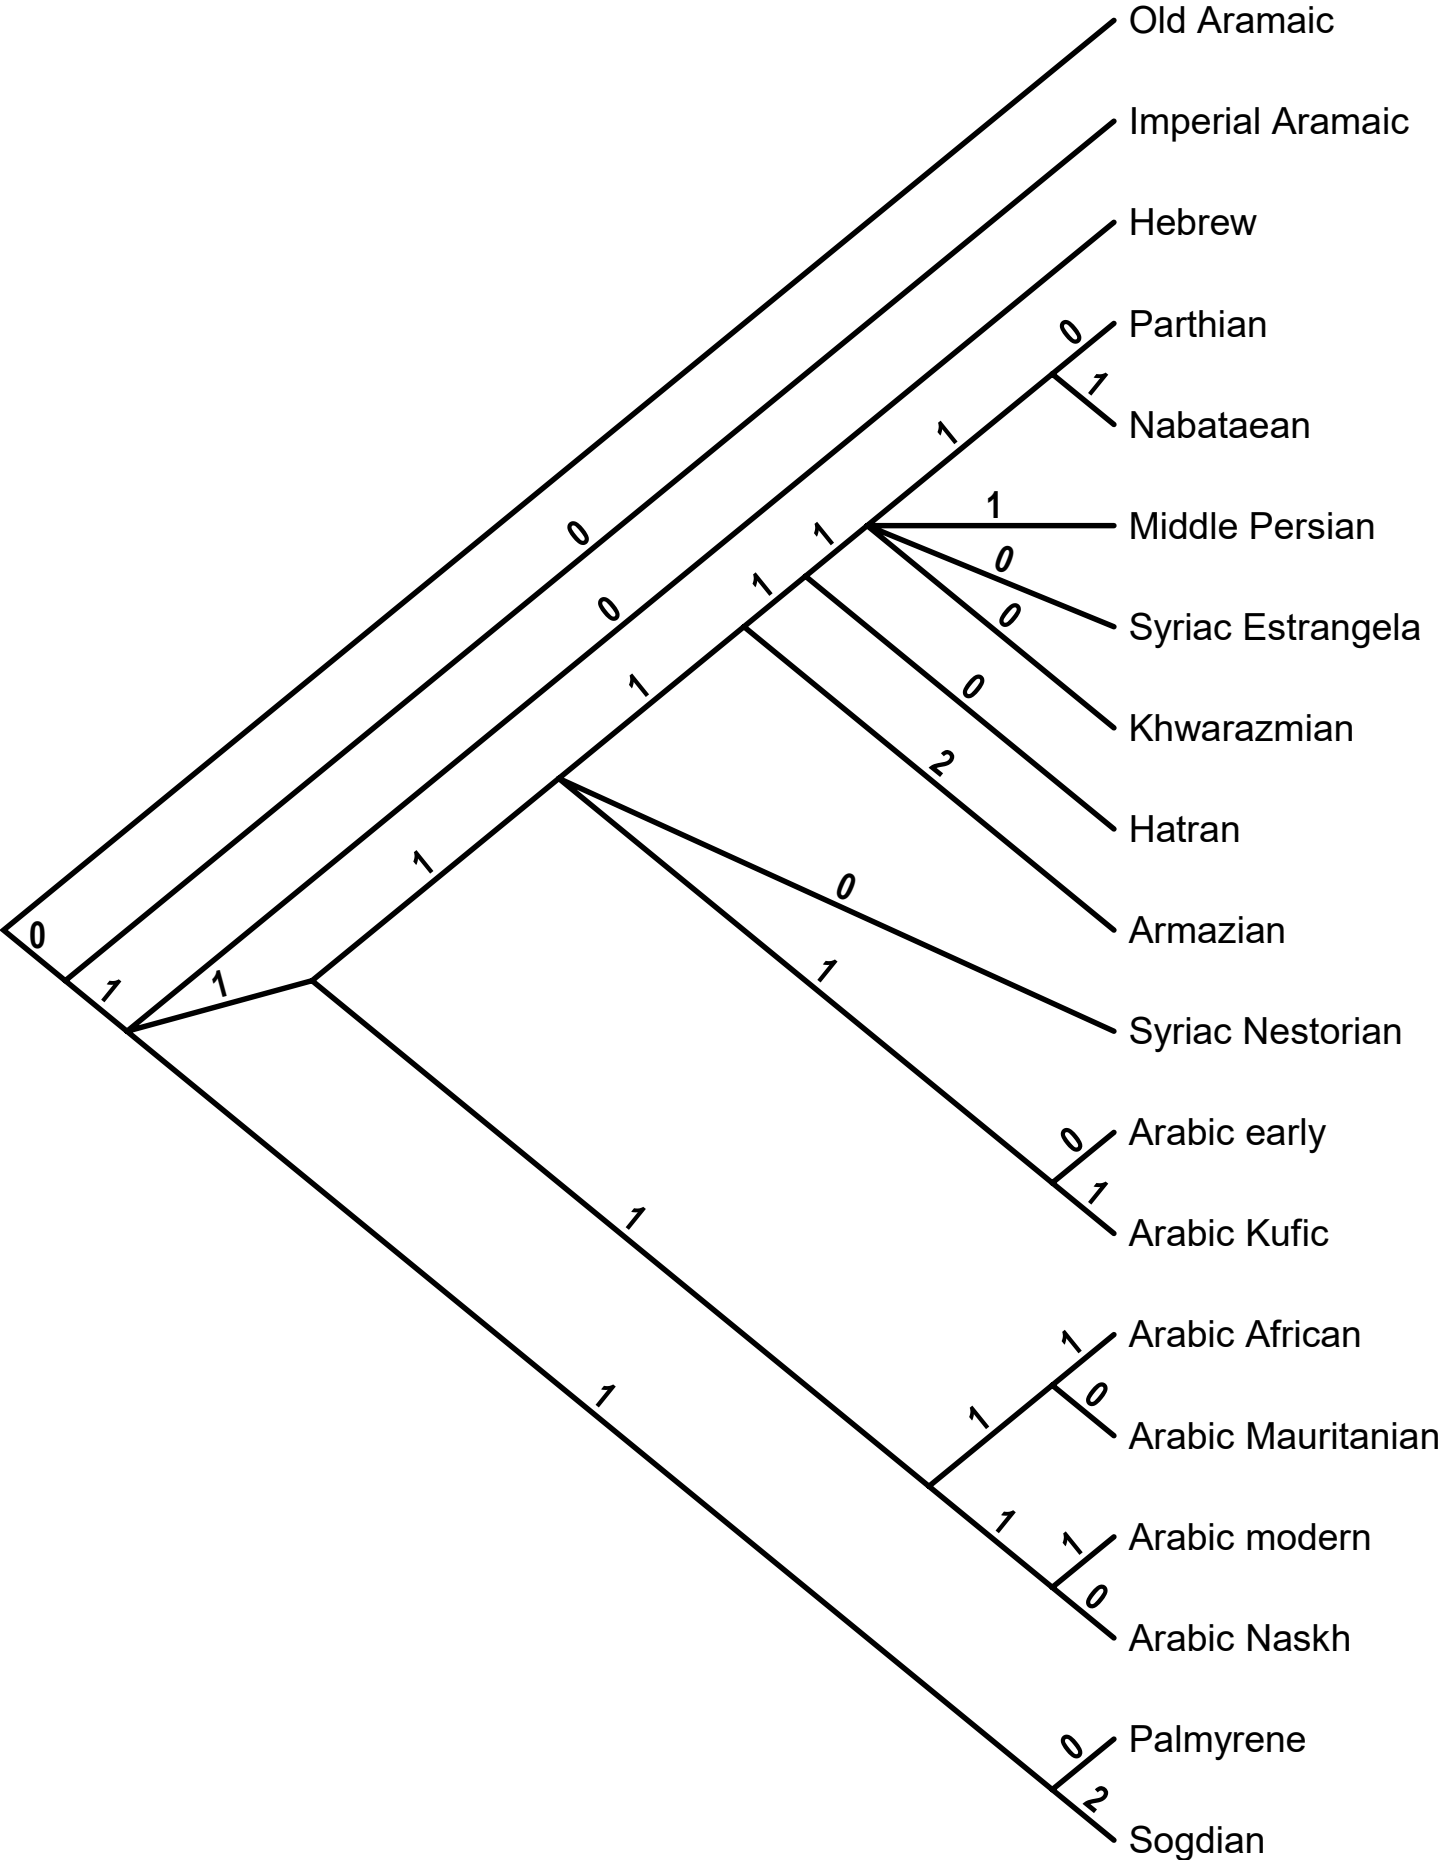 Old Aramaic
Imperial Aramaic
Hebrew
0 Parthian
1
Nabataean
1
1
Middle Persian
0
1
0
0
Syriac Estrangela
1
0
1
0
Khwarazmian
2
Hatran
1
0
Armazian
0
1
1
1
Syriac Nestorian
0
Arabic early
1
1
Arabic Kufic
1
Arabic African
1
0
1
Arabic Mauritanian
1
1
Arabic modern
0
Arabic Naskh
0
Palmyrene
2
Sogdian